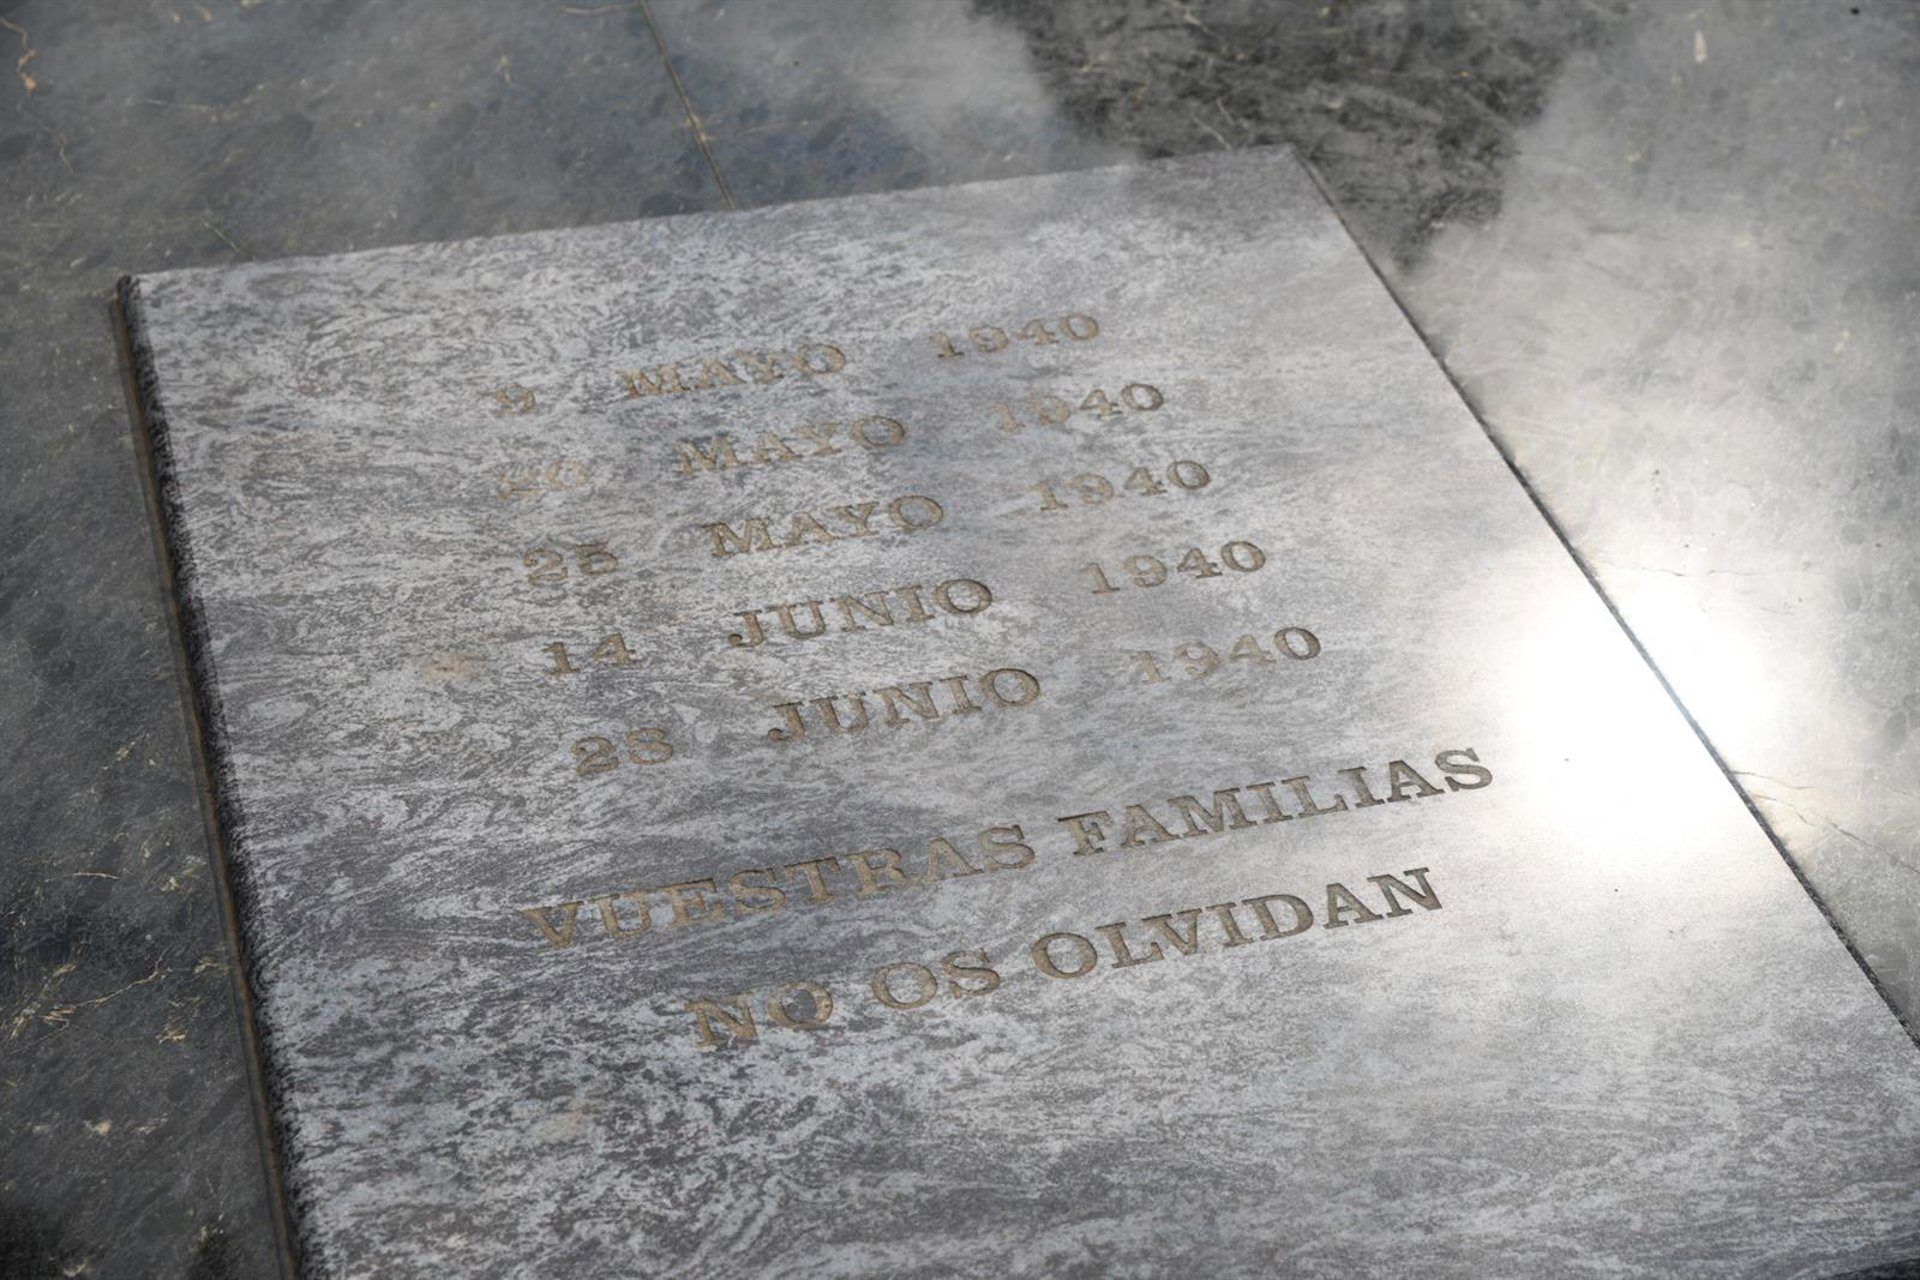 9 MAYO 1940
20 MAYO 1940
25 MAYO 1940
14 JUNIO 1940
28 JUNIO 1940
VUESTRAS FAMILIAS
NO OS OLVIDAN